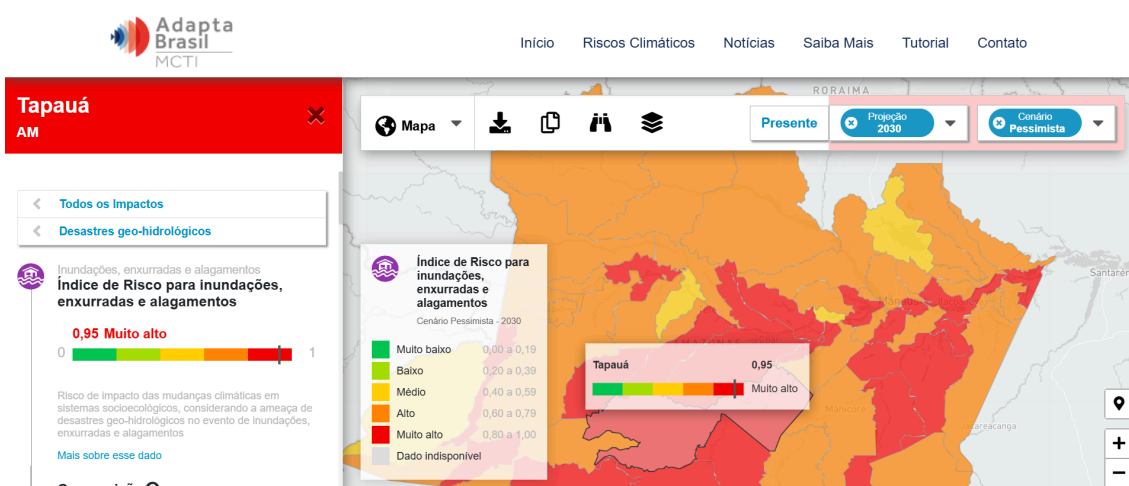 Adapta
Brasil
MCTI
Início Riscos Climáticos Notícias Saiba Mais Tutorial Contato
Tapauá
AM
Todos os Impactos
Desastres geo-hidrológicos
Inundações, enxurradas e alagamentos
Índice de Risco para inundações,
enxurradas e alagamentos
0,95 Muito alto
0 1
Risco de impacto das mudanças climáticas em
sistemas socioecológicos, considerando a ameaça de
desastres geo-hidrológicos no evento de inundações,
enxurradas e alagamentos
Mais sobre esse dado
Mapa
Presente
Projeção
2030
Cenário
Pessimista
RORAIMA
Índice de Risco para
inundações,
enxurradas e
alagamentos
Cenário Pessimista - 2030
Muito baixo 0,00 a 0,19
Baixo 0,20 a 0,39
Médio 0,40 a 0,59
Alto 0,60 a 0,79
Muito alto 0,80 a 1,00
Dado indisponível
Tapauá 0,95
Muito alto
Santarém
Manaus
Manicoré
+
−